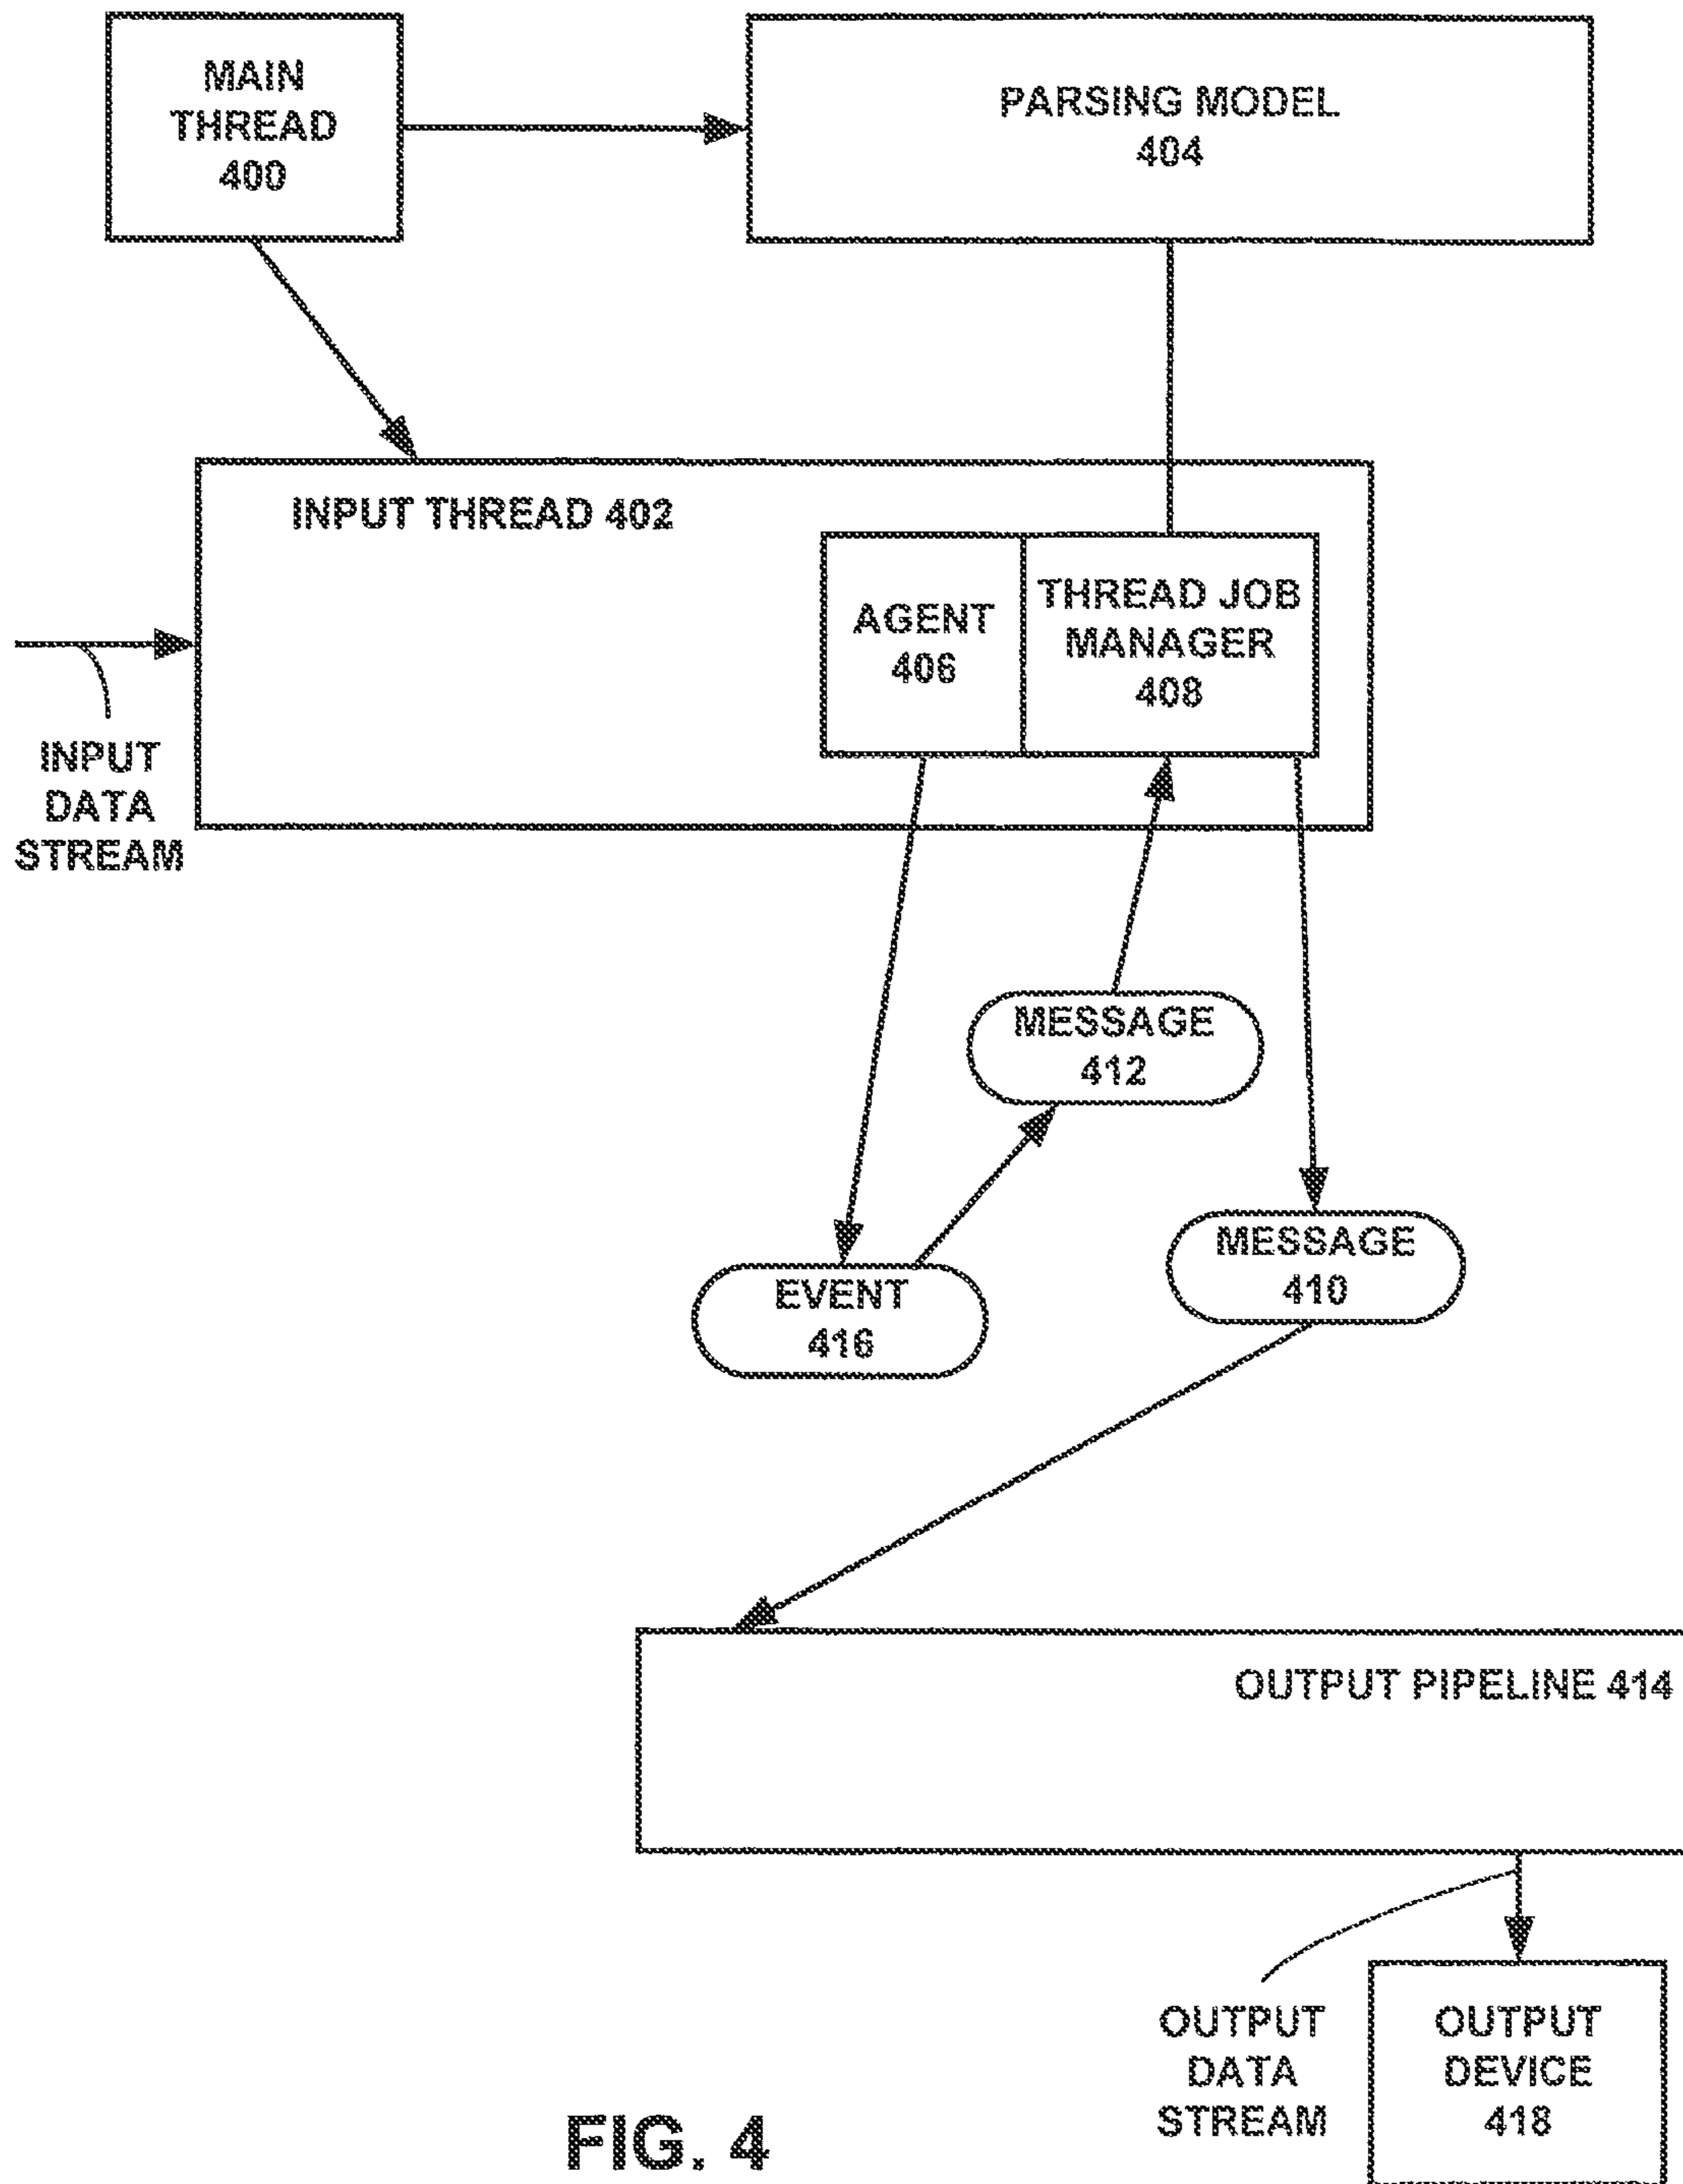 MAIN
THREAD
400
PARSING MODEL
404
INPUT THREAD 402
AGENT
406
THREAD JOB
MANAGER
408
INPUT
DATA
STREAM
MESSAGE
412
MESSAGE
410
EVENT
416
OUTPUT PIPELINE 414
OUTPUT
DATA
STREAM
OUTPUT
DEVICE
418
FIG. 4